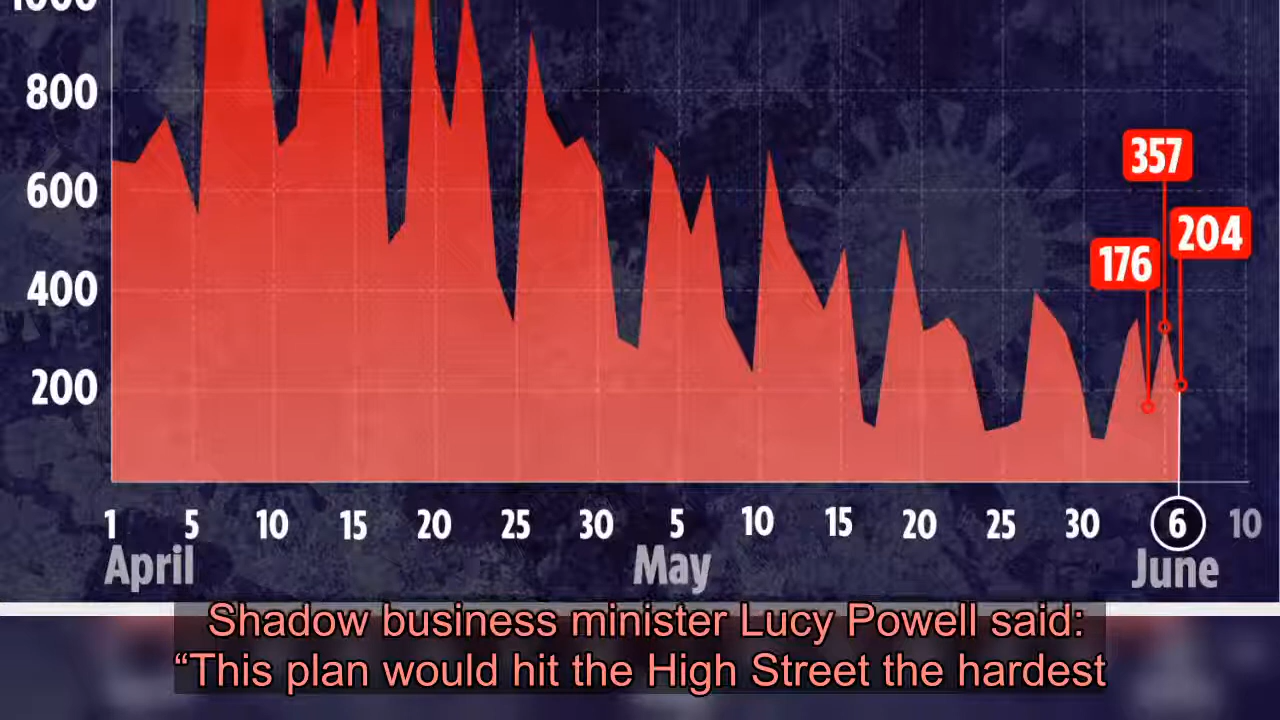 1000
800
600
400
200
357
204
176
1 5 10 15 20 25 30 5 10 15 20 25 30 6 10
April May June
Shadow business minister Lucy Powell said:
“This plan would hit the High Street the hardest